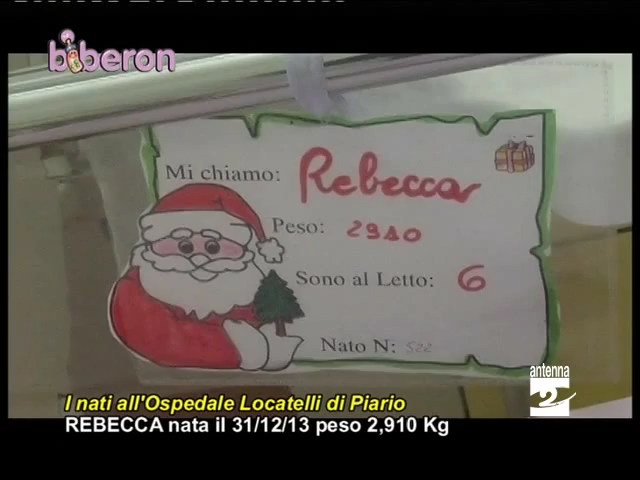 biberon
Mi chiamo: Rebecca
Peso: 2910
Sono al Letto: 6
Nato N: 522
antenna
2
I nati all'Ospedale Locatelli di Piario
REBECCA nata il 31/12/13 peso 2,910 Kg